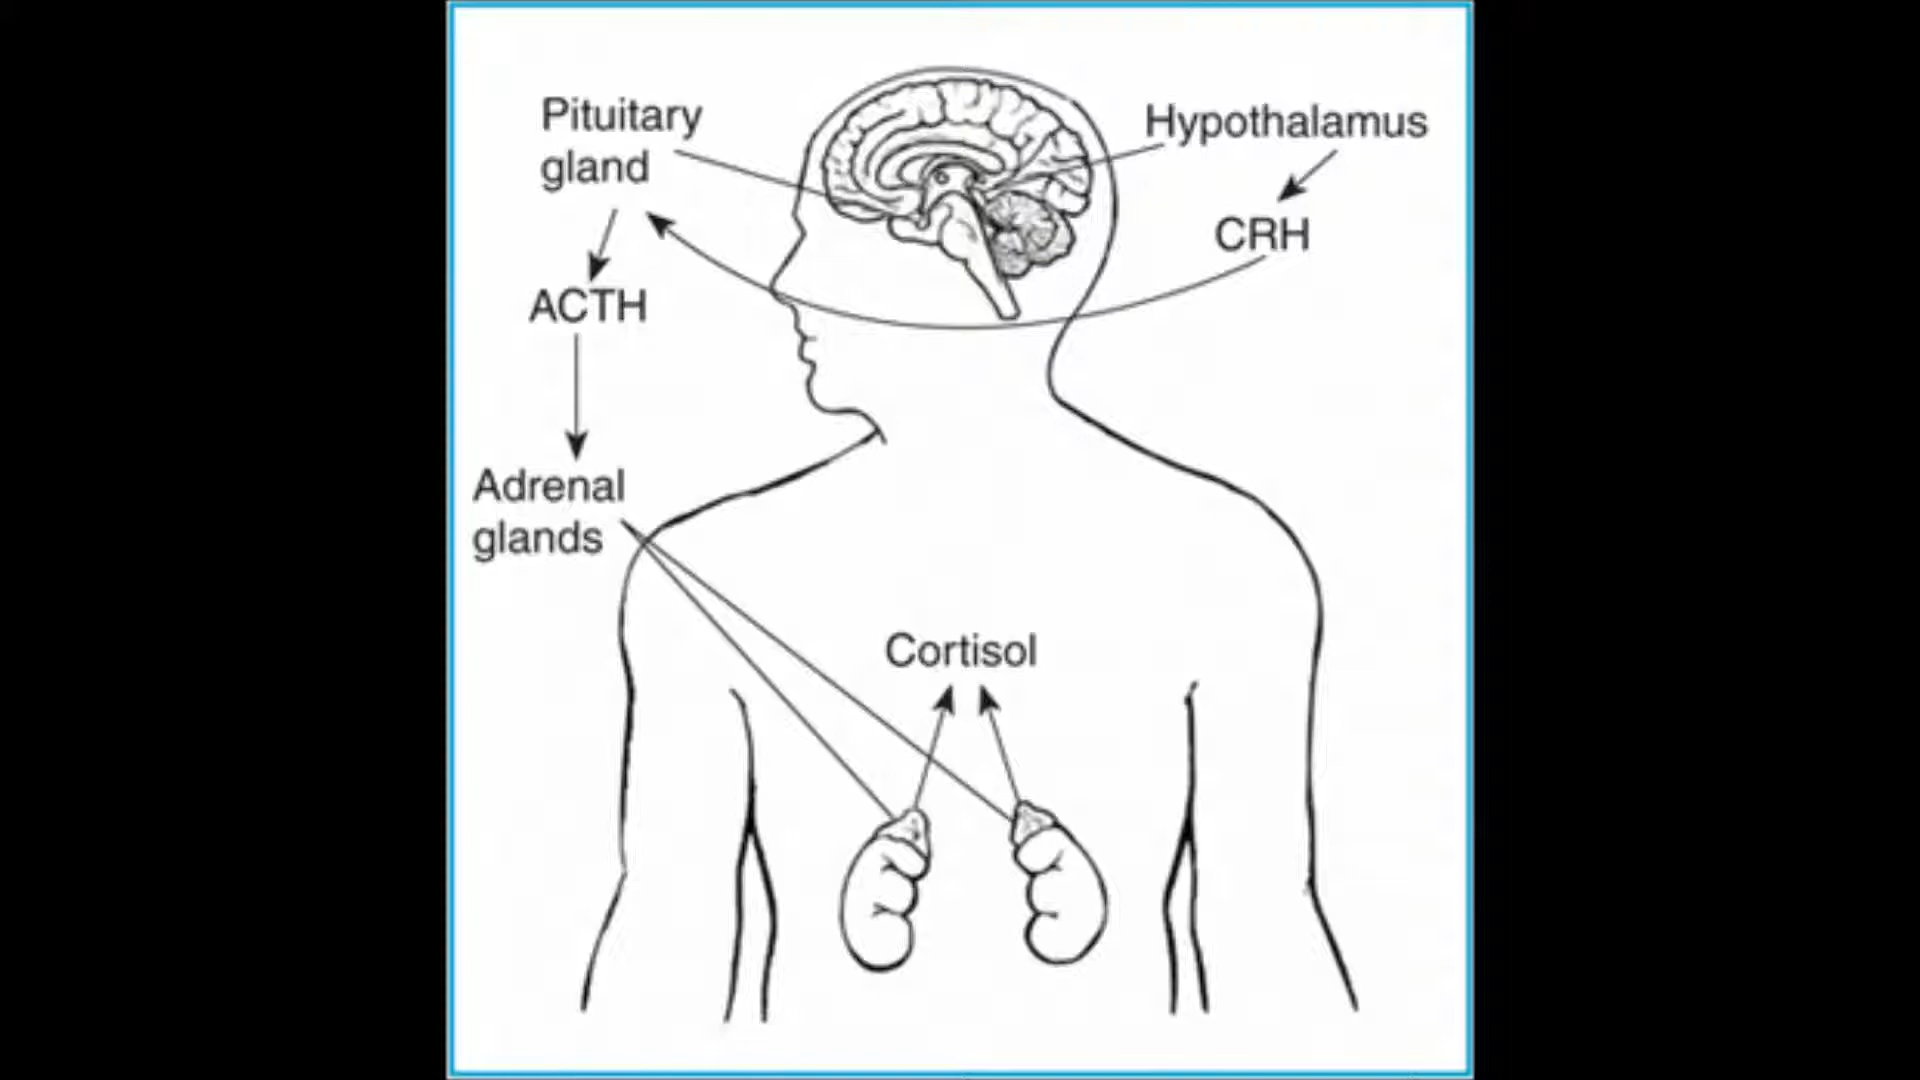 Pituitary
gland
Hypothalamus
CRH
ACTH
Adrenal
glands
Cortisol